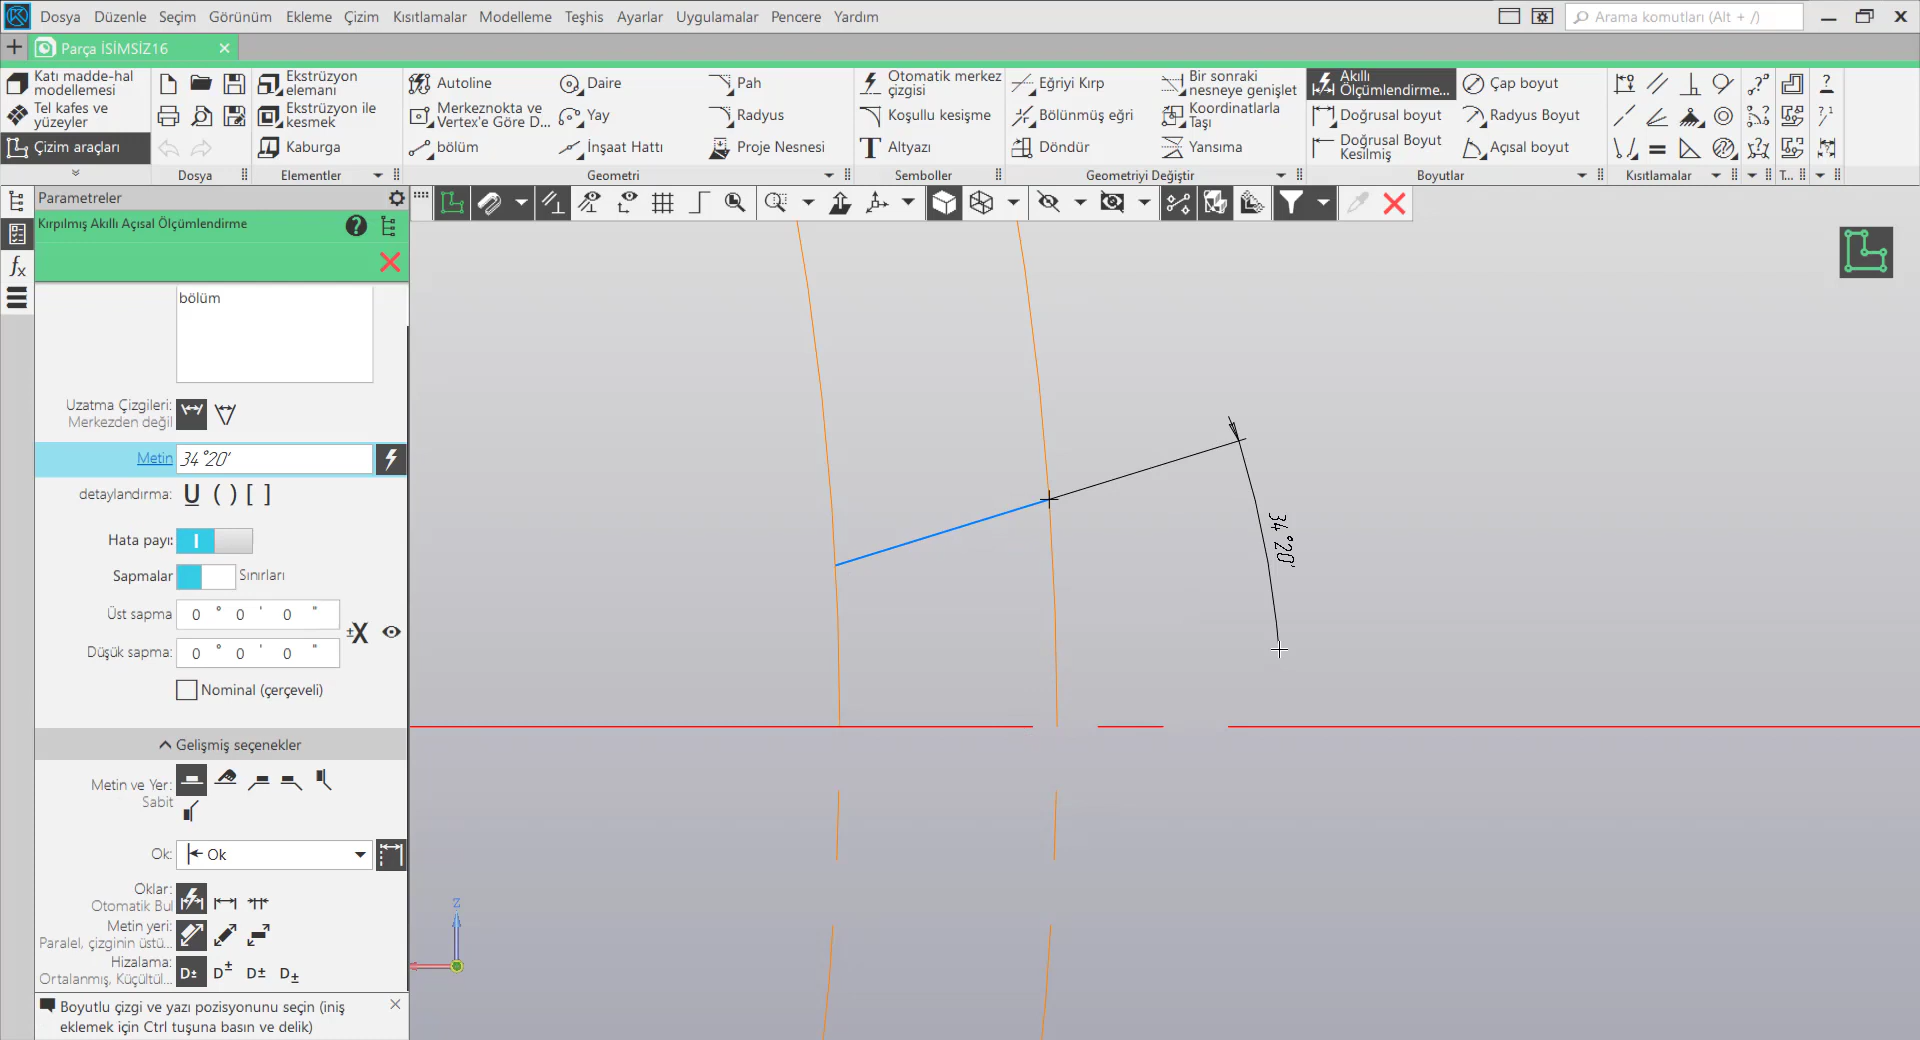 Dosya Düzenle Seçim Görünüm Ekleme Çizim Kısıtlamalar Modelleme Teşhis Ayarlar Uygulamalar Pencere Yardım
Arama komutları (Alt + /)
Parça İSİMSİZ16
Katı madde-hal modellemesi
Tel kafes ve yüzeyler
Çizim araçları
Dosya
Ekstrüzyon elemanı
Ekstrüzyon ile kesmek
Kaburga
Elementler
Autoline
Merkeznokta ve Vertex'e Göre D...
bölüm
Daire
Yay
İnşaat Hattı
Pah
Radyus
Proje Nesnesi
Geometri
Otomatik merkez çizgisi
Koşullu kesişme
Altyazı
Semboller
Eğriyi Kırp
Bölünmüş eğri
Döndür
Bir sonraki nesneye genişlet
Koordinatlarla Taşı
Yansıma
Geometriyi Değiştir
Akıllı Ölçümlendirme...
Doğrusal boyut
Doğrusal Boyut Kesilmiş
Çap boyut
Radyus Boyut
Açısal boyut
Boyutlar
Kısıtlamalar
T...
Parametreler
Kırpılmış Akıllı Açısal Ölçümlendirme
bölüm
Uzatma Çizgileri:
Merkezden değil
Metin 34°20'
detaylandırma: U ( ) [ ]
Hata payı:
Sapmalar Sınırları
Üst sapma 0 ° 0 ' 0 "
±X
Düşük sapma: 0 ° 0 ' 0 "
Nominal (çerçeveli)
Gelişmiş seçenekler
Metin ve Yer:
Sabit
Ok: Ok
Oklar:
Otomatik Bul
Metin yeri:
Paralel, çizginin üstü...
Hizalama:
Ortalanmış, Küçültül...
D± D± D± D±
Boyutlu çizgi ve yazı pozisyonunu seçin (iniş
eklemek için Ctrl tuşuna basın ve delik)
34°20'
Z